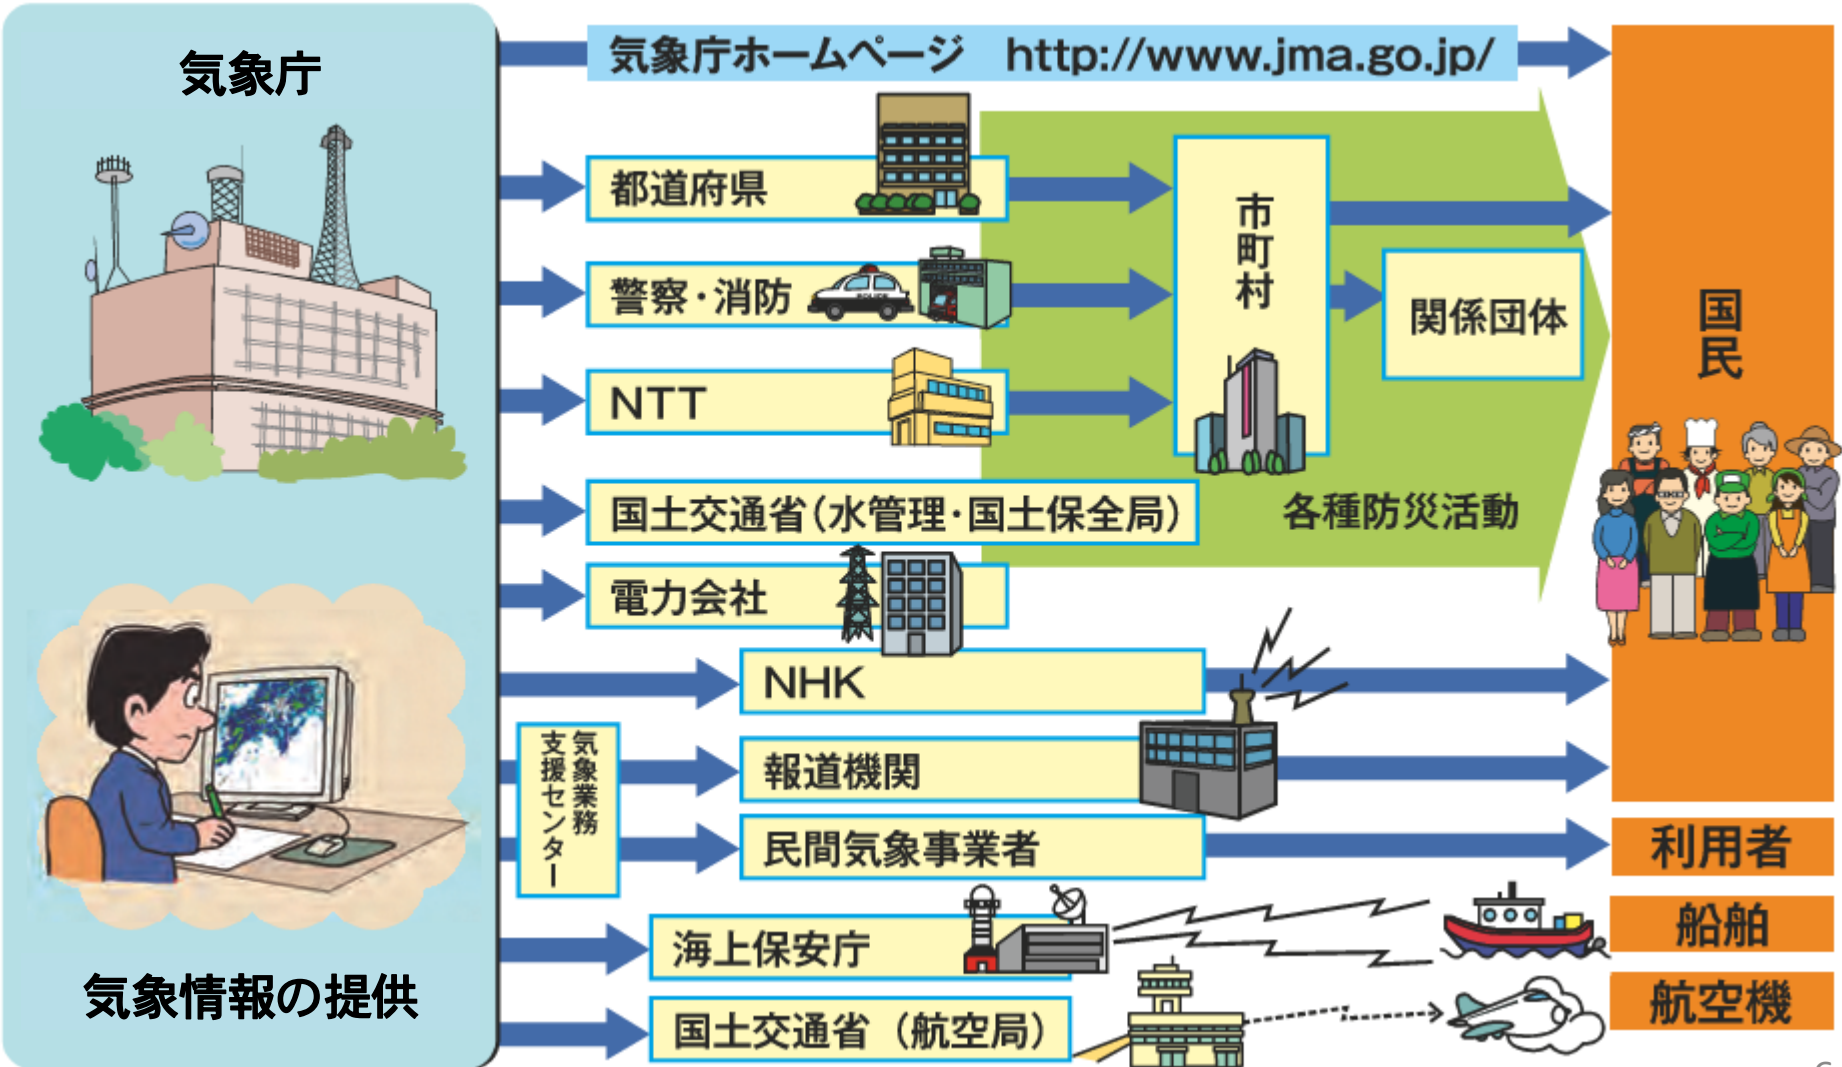 気象庁
気象情報の提供
気象庁ホームページ http://www.jma.go.jp/
都道府県
警察・消防
POLICE
NTT
国土交通省(水管理・国土保全局)
電力会社
市町村
関係団体
各種防災活動
NHK
気象業務
支援センター
報道機関
民間気象事業者
海上保安庁
国土交通省(航空局)
国民
利用者
船舶
航空機